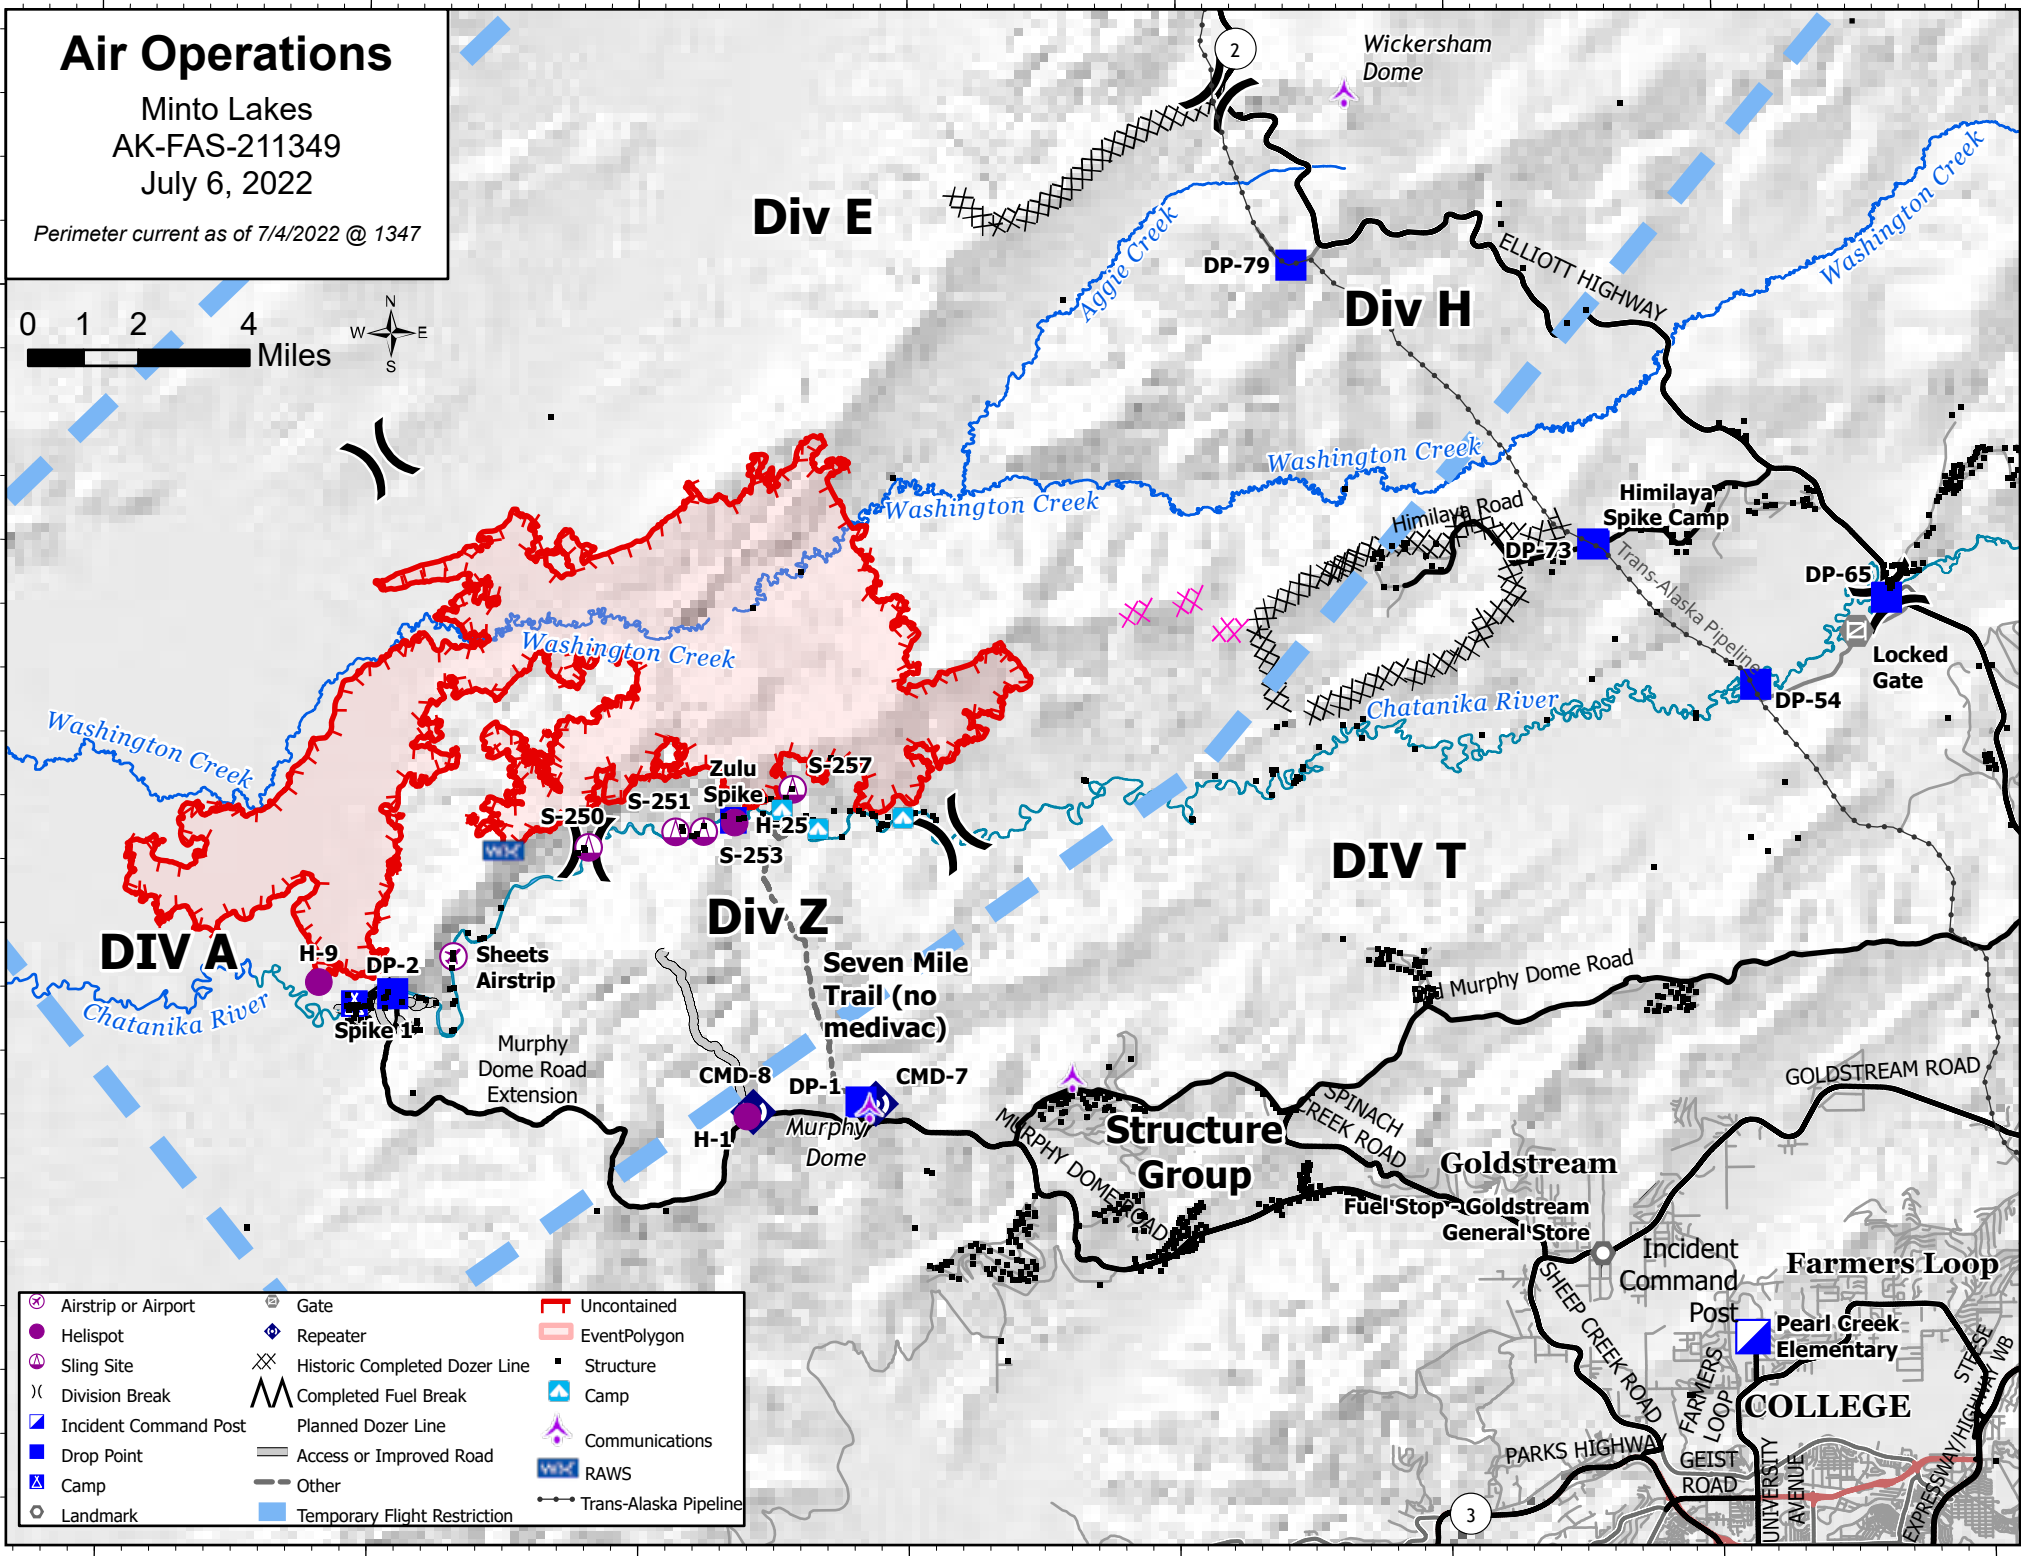 Air Operations
Minto Lakes
AK-FAS-211349
July 6, 2022
Perimeter current as of 7/4/2022 @ 1347
0 1 2 4
Miles
N
W E
S
2
Wickersham
Dome
Div E
Aggie Creek
Washington Creek
ELLIOTT HIGHWAY
DP-79
Div H
Washington Creek
Washington Creek
Himilaya Road
Himilaya
Spike Camp
DP-73
Trans-Alaska Pipeline
DP-65
Locked
Gate
DP-54
Chatanika River
Washington Creek
Washington Creek
Zulu
Spike
S-257
S-251
S-250
H-25
S-253
WX
DIV T
Div Z
DIV A
H-9
DP-2
Sheets
Airstrip
Spike 1
Chatanika River
Seven Mile
Trail (no
medivac)
Old Murphy Dome Road
Murphy
Dome Road
Extension
CMD-8
DP-1
CMD-7
H-1
Murphy
Dome
GOLDSTREAM ROAD
SPINACH
CREEK ROAD
MURPHY DOME ROAD
Structure
Group
Goldstream
Fuel Stop - Goldstream
General Store
Incident
Command
Post
Farmers Loop
Pearl Creek
Elementary
SHEEP CREEK ROAD
FARMERS
LOOP
COLLEGE
STEESE
EXPRESSWAY/HIGHWAY WB
PARKS HIGHWAY
GEIST
ROAD
UNIVERSITY
AVENUE
3
Airstrip or Airport
Helispot
Sling Site
Division Break
Incident Command Post
Drop Point
Camp
Landmark
Gate
Repeater
Historic Completed Dozer Line
Completed Fuel Break
Planned Dozer Line
Access or Improved Road
Other
Temporary Flight Restriction
Uncontained
EventPolygon
Structure
Camp
Communications
WX
RAWS
Trans-Alaska Pipeline